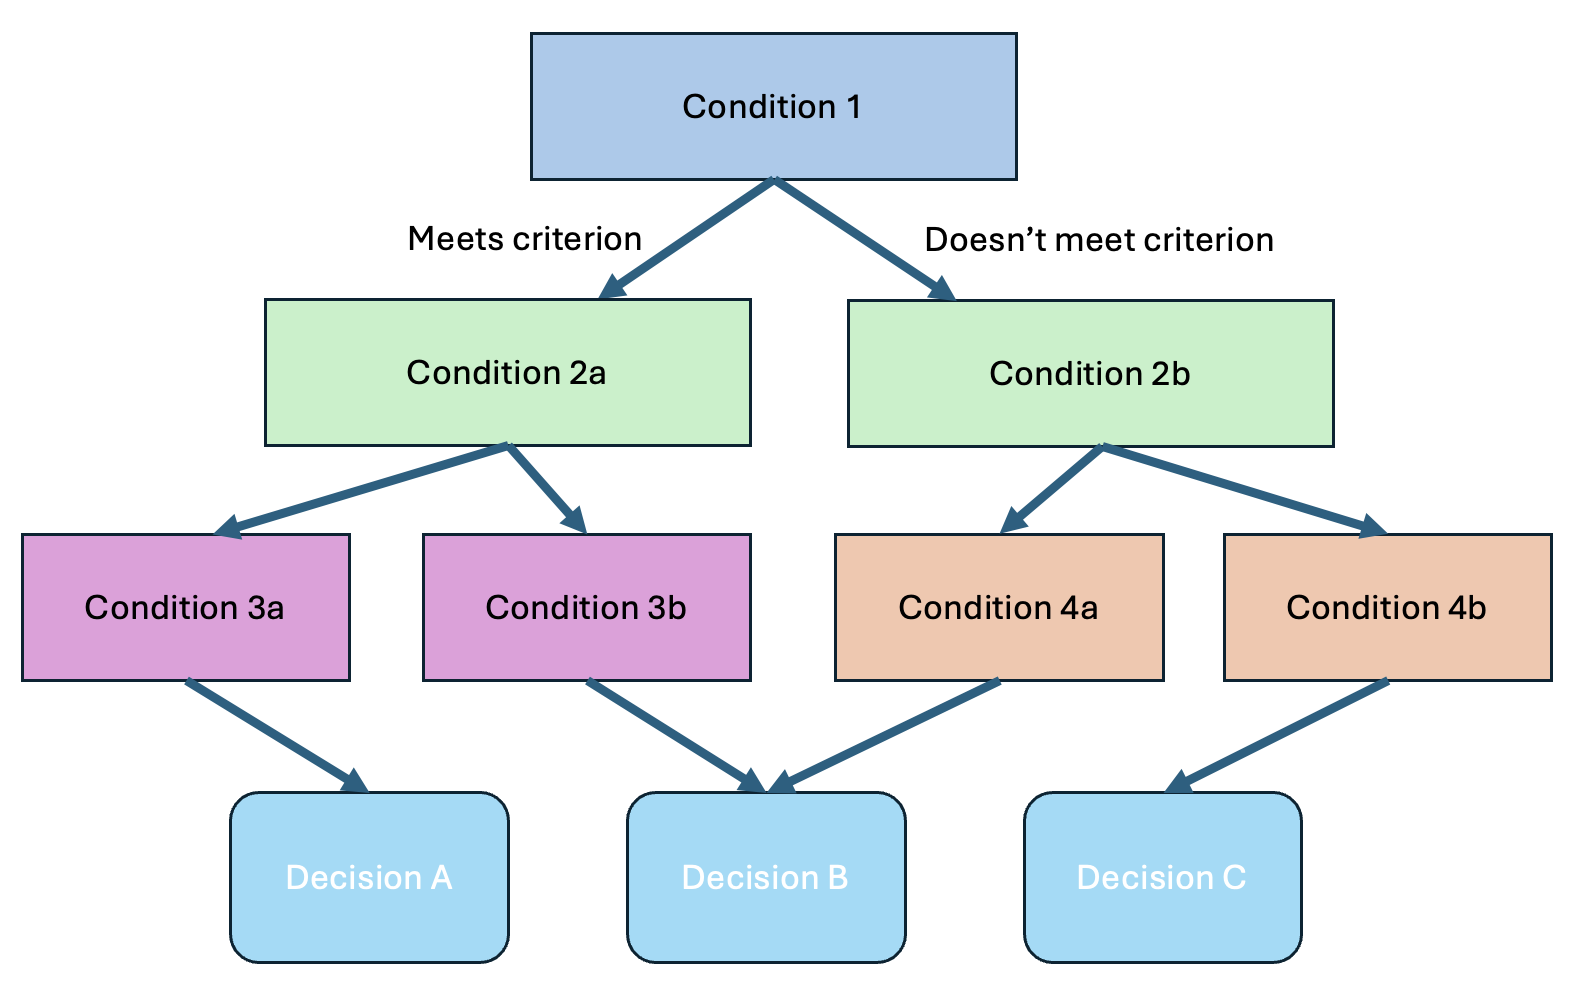 Condition 1
Meets criterion
Doesn’t meet criterion
Condition 2a
Condition 2b
Condition 3a
Condition 3b
Condition 4a
Condition 4b
Decision A
Decision B
Decision C